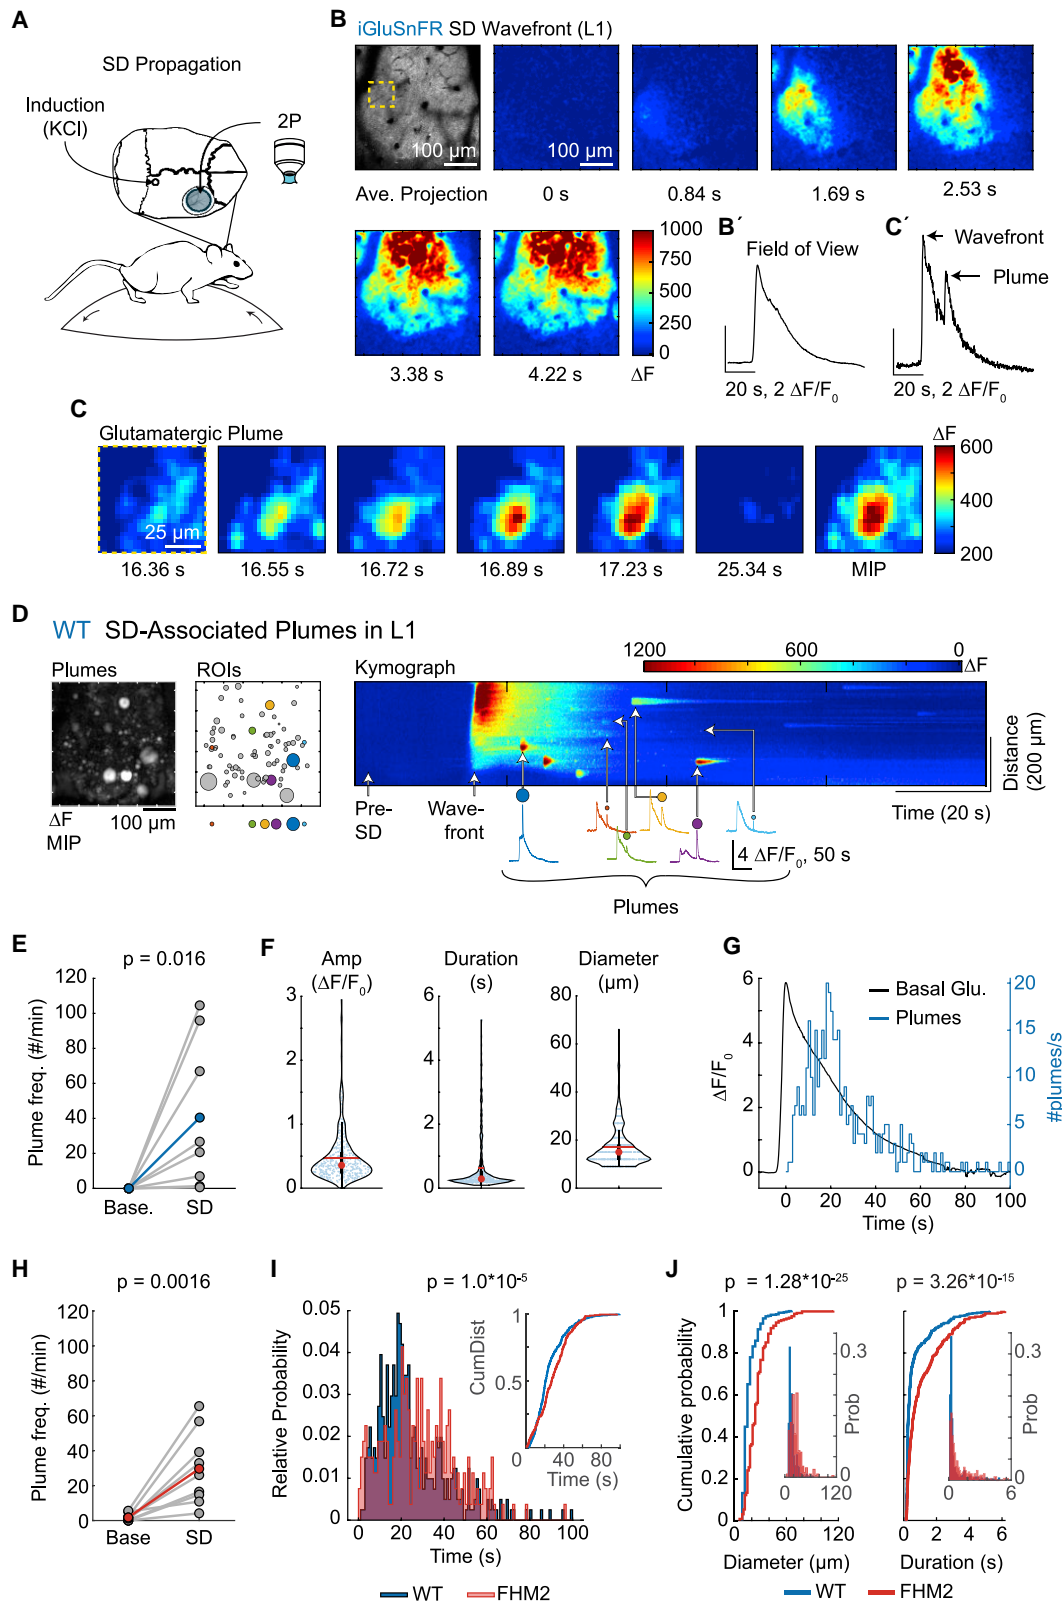 A
SD Propagation
Induction
(KCl)
2P
B
iGluSnFR SD Wavefront (L1)
100 µm
100 µm
Ave. Projection
0 s
0.84 s
1.69 s
2.53 s
3.38 s
4.22 s
1000
750
500
250
0
ΔF
B´
Field of View
20 s, 2 ΔF/F0
C´
Wavefront
Plume
20 s, 2 ΔF/F0
C
Glutamatergic Plume
25 µm
16.36 s
16.55 s
16.72 s
16.89 s
17.23 s
25.34 s
MIP
ΔF
600
400
200
D
WT SD-Associated Plumes in L1
Plumes
ROIs
ΔF
MIP
100 µm
Kymograph
1200
600
0
ΔF
Pre-
SD
Wave-
front
Distance
(200 µm)
Time (20 s)
4 ΔF/F0, 50 s
Plumes
E
p = 0.016
Plume freq. (#/min)
120
100
80
60
40
20
0
Base.
SD
F
Amp
(ΔF/F0)
3
2
1
0
Duration
(s)
6
4
2
0
Diameter
(µm)
80
60
40
20
0
G
Basal Glu.
Plumes
ΔF/F0
6
4
2
0
#plumes/s
20
15
10
5
0
0
20
40
60
80
100
Time (s)
H
p = 0.0016
Plume freq. (#/min)
120
100
80
60
40
20
0
Base
SD
I
p = 1.0*10-5
Relative Probability
0.05
0.04
0.03
0.02
0.01
0
0
20
40
60
80
100
Time (s)
CumDist
1
0.5
0
40
80
Time (s)
WT
FHM2
J
p = 1.28*10-25
p = 3.26*10-15
Cumulative probability
1
0.8
0.6
0.4
0.2
0
0
60
120
Diameter (µm)
0.3
Prob
0
0
120
0
2
4
6
Duration (s)
0.3
Prob
0
0
6
WT
FHM2